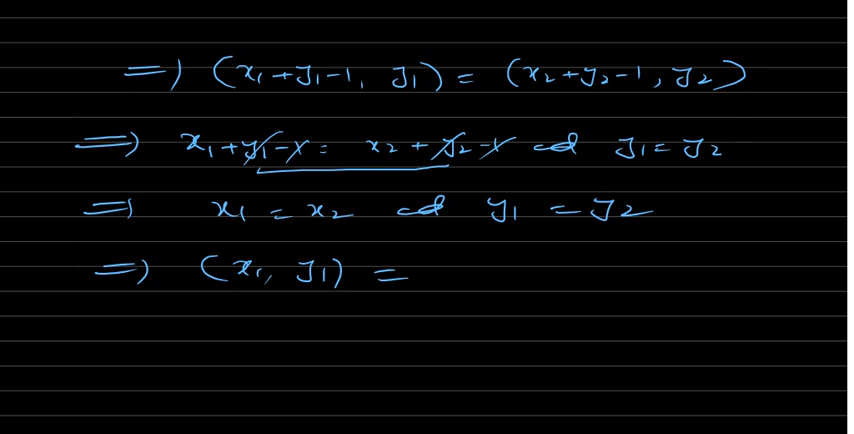 =) (x₁+y₁-1, y₁) = (x₂+y₂-1, y₂)
=) x₁+y₁-1 = x₂+y₂-1 and y₁=y₂
=) x₁ = x₂ and y₁ = y₂
=) (x₁, y₁) =